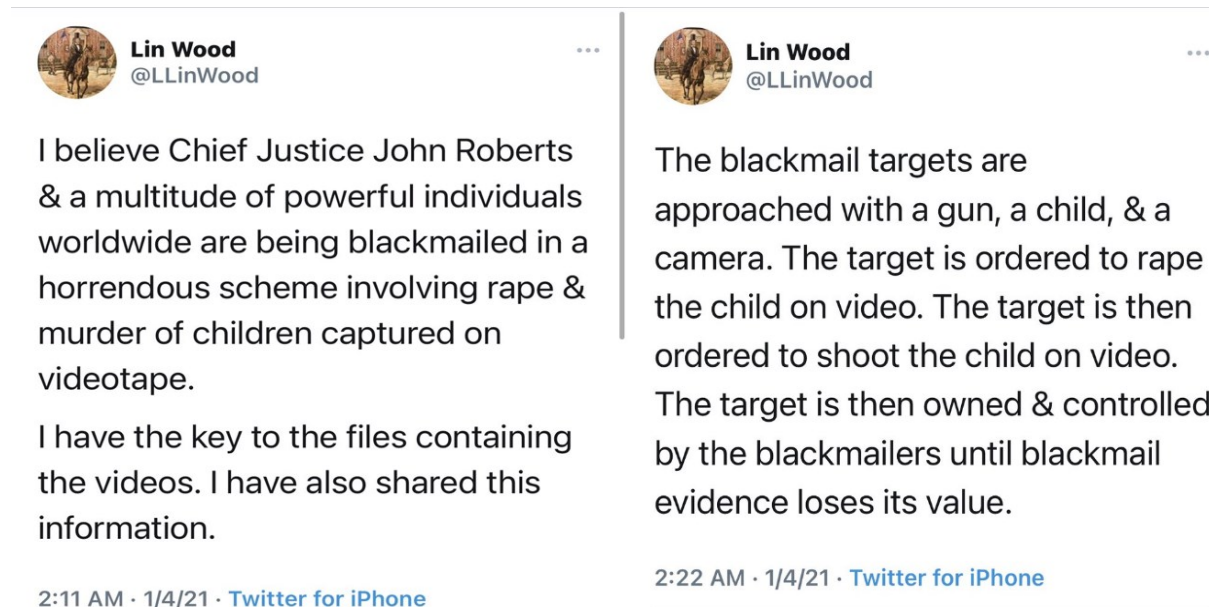 Lin Wood
@LLinWood
I believe Chief Justice John Roberts
& a multitude of powerful individuals
worldwide are being blackmailed in a
horrendous scheme involving rape &
murder of children captured on
videotape.
I have the key to the files containing
the videos. I have also shared this
information.
2:11 AM · 1/4/21 · Twitter for iPhone
Lin Wood
@LLinWood
The blackmail targets are
approached with a gun, a child, & a
camera. The target is ordered to rape
the child on video. The target is then
ordered to shoot the child on video.
The target is then owned & controlled
by the blackmailers until blackmail
evidence loses its value.
2:22 AM · 1/4/21 · Twitter for iPhone